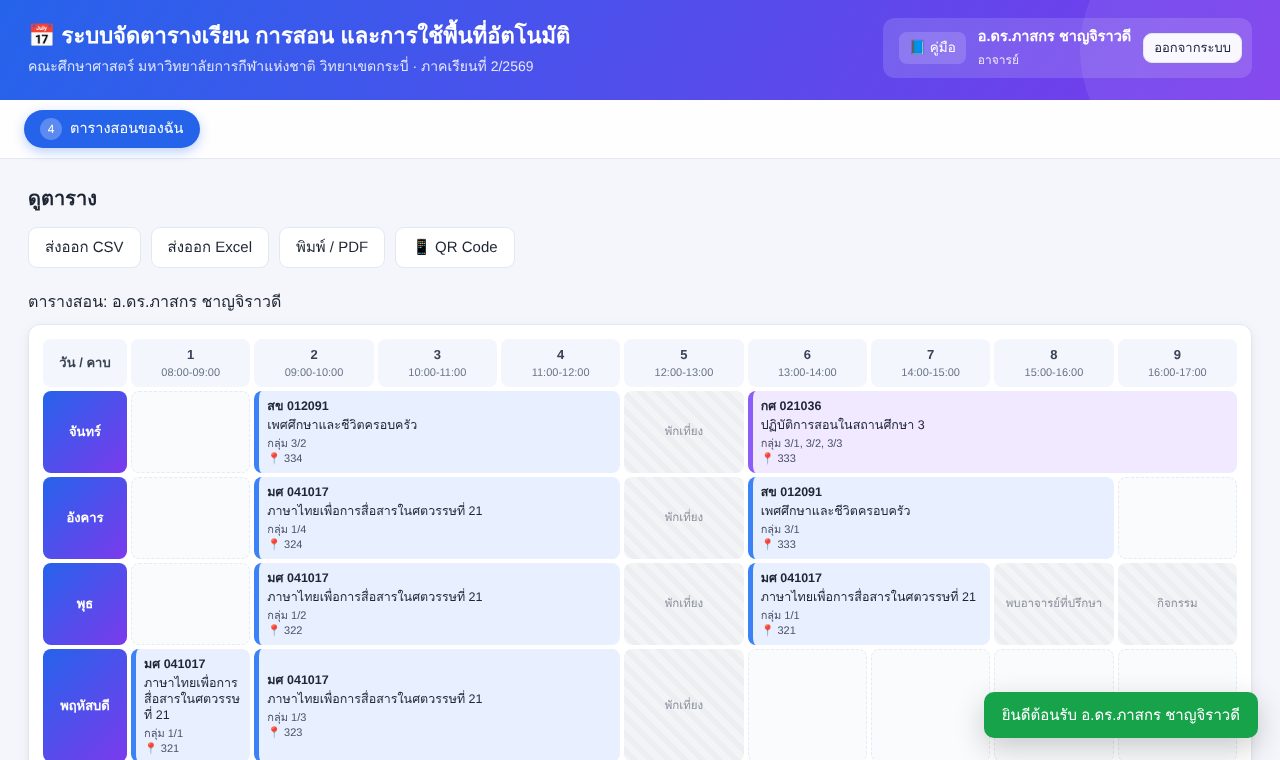 📅 ระบบจัดตารางเรียน การสอน และการใช้พื้นที่อัตโนมัติ
คณะศึกษาศาสตร์ มหาวิทยาลัยการกีฬาแห่งชาติ วิทยาเขตกระบี่ · ภาคเรียนที่ 2/2569
📘 คู่มือ
อ.ดร.ภาสกร ชาญจิราวดี
อาจารย์
ออกจากระบบ
4 ตารางสอนของฉัน
ดูตาราง
ส่งออก CSV
ส่งออก Excel
พิมพ์ / PDF
📱 QR Code
ตารางสอน: อ.ดร.ภาสกร ชาญจิราวดี
วัน / คาบ
1
08:00-09:00
2
09:00-10:00
3
10:00-11:00
4
11:00-12:00
5
12:00-13:00
6
13:00-14:00
7
14:00-15:00
8
15:00-16:00
9
16:00-17:00
จันทร์
สข 012091
เพศศึกษาและชีวิตครอบครัว
กลุ่ม 3/2
📍 334
พักเที่ยง
กศ 021036
ปฏิบัติการสอนในสถานศึกษา 3
กลุ่ม 3/1, 3/2, 3/3
📍 333
อังคาร
มศ 041017
ภาษาไทยเพื่อการสื่อสารในศตวรรษที่ 21
กลุ่ม 1/4
📍 324
พักเที่ยง
สข 012091
เพศศึกษาและชีวิตครอบครัว
กลุ่ม 3/1
📍 333
พุธ
มศ 041017
ภาษาไทยเพื่อการสื่อสารในศตวรรษที่ 21
กลุ่ม 1/2
📍 322
พักเที่ยง
มศ 041017
ภาษาไทยเพื่อการสื่อสารในศตวรรษที่ 21
กลุ่ม 1/1
📍 321
พบอาจารย์ที่ปรึกษา
กิจกรรม
พฤหัสบดี
มศ 041017
ภาษาไทยเพื่อการ
สื่อสารในศตวรรษ
ที่ 21
กลุ่ม 1/1
📍 321
มศ 041017
ภาษาไทยเพื่อการสื่อสารในศตวรรษที่ 21
กลุ่ม 1/3
📍 323
พักเที่ยง
ยินดีต้อนรับ อ.ดร.ภาสกร ชาญจิราวดี